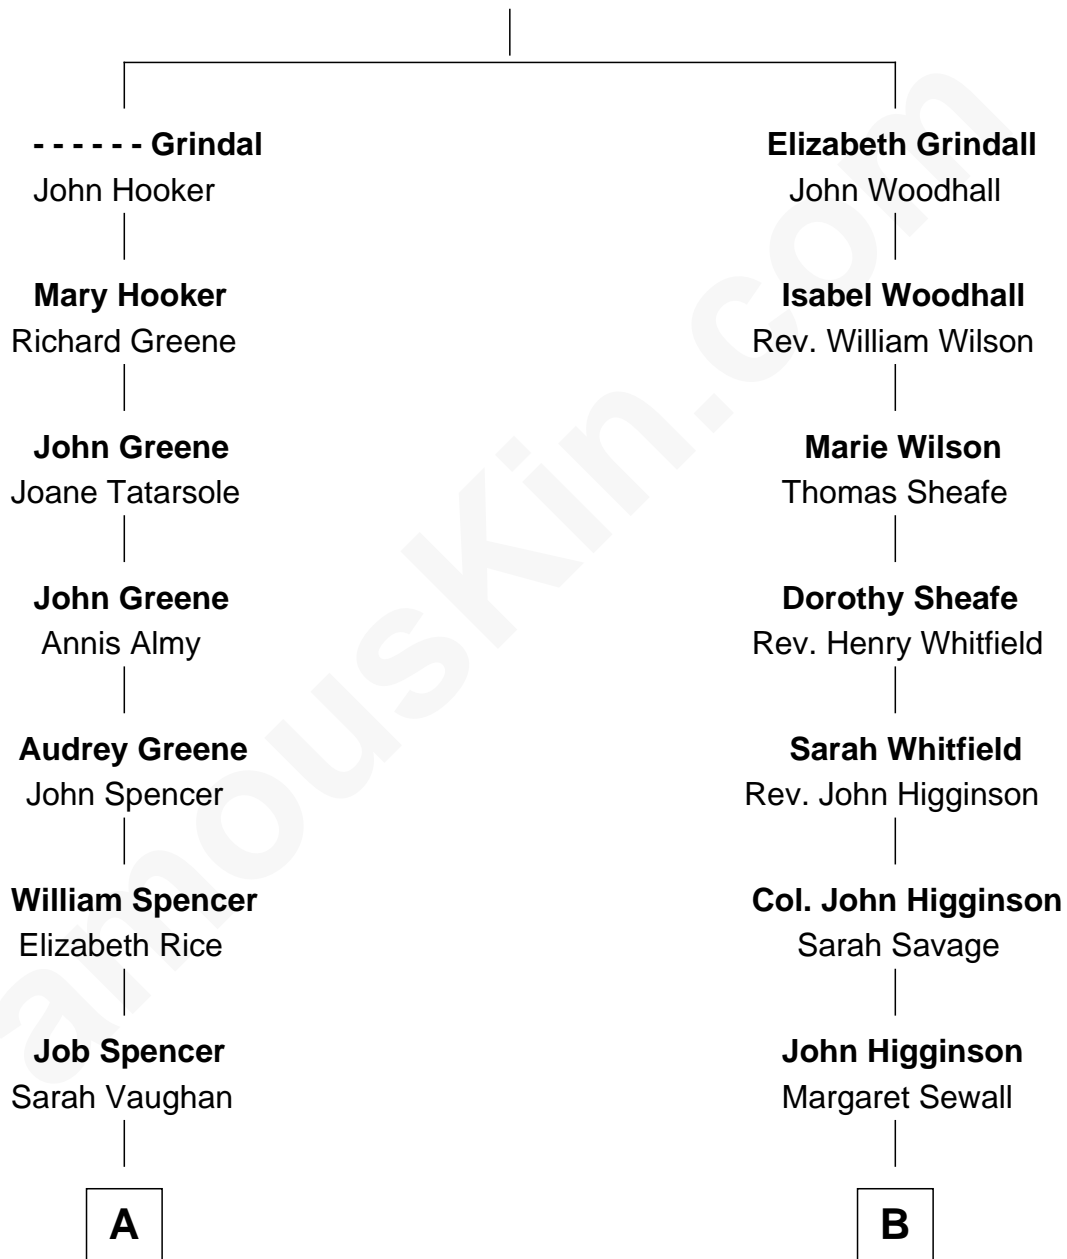 - - - - - - Grindal
John Hooker
Mary Hooker
Richard Greene
John Greene
Joane Tatarsole
John Greene
Annis Almy
Audrey Greene
John Spencer
William Spencer
Elizabeth Rice
Job Spencer
Sarah Vaughan
A
Elizabeth Grindall
John Woodhall
Isabel Woodhall
Rev. William Wilson
Marie Wilson
Thomas Sheafe
Dorothy Sheafe
Rev. Henry Whitfield
Sarah Whitfield
Rev. John Higginson
Col. John Higginson
Sarah Savage
John Higginson
Margaret Sewall
B
amouskin.com